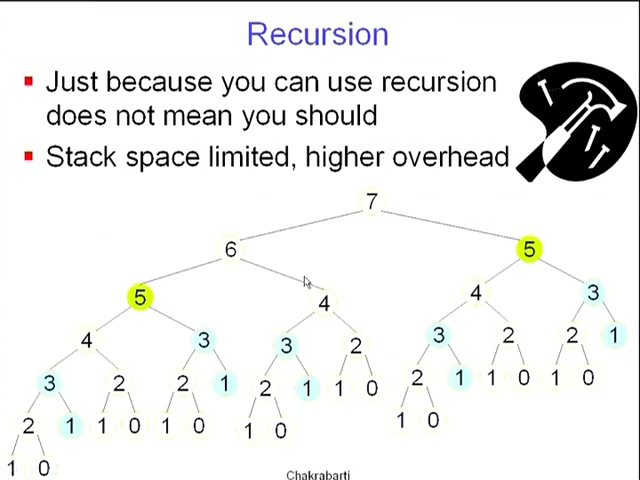 Recursion
Just because you can use recursion
does not mean you should
Stack space limited, higher overhead
7
6 5
5 4 4 3
4 3 3 2 3 2 2 1
3 2 2 1 2 1 1 0 2 1 1 0 1 0
2 1 1 0 1 0 1 0 1 0
1 0
Chakrabarti